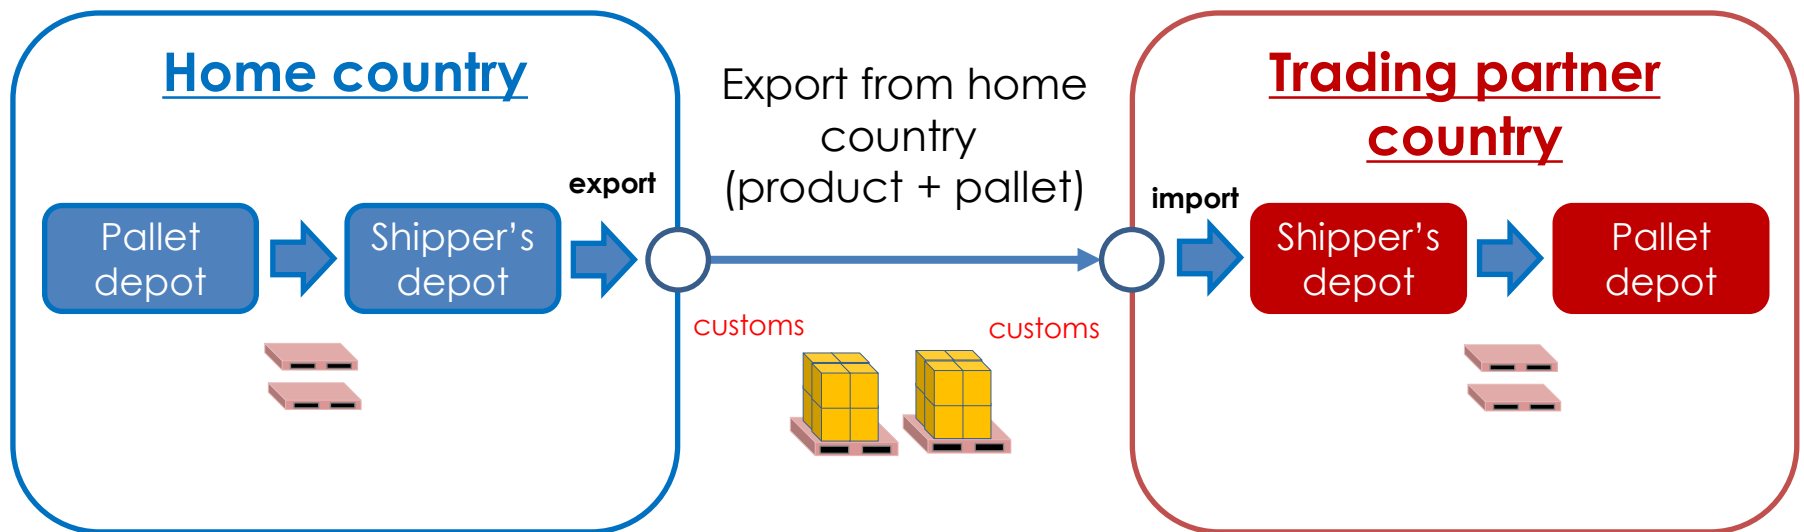 Home country
Export from home
country
(product + pallet)
Trading partner
country
export
import
Pallet
depot
Shipper's
depot
Shipper's
depot
Pallet
depot
customs
customs